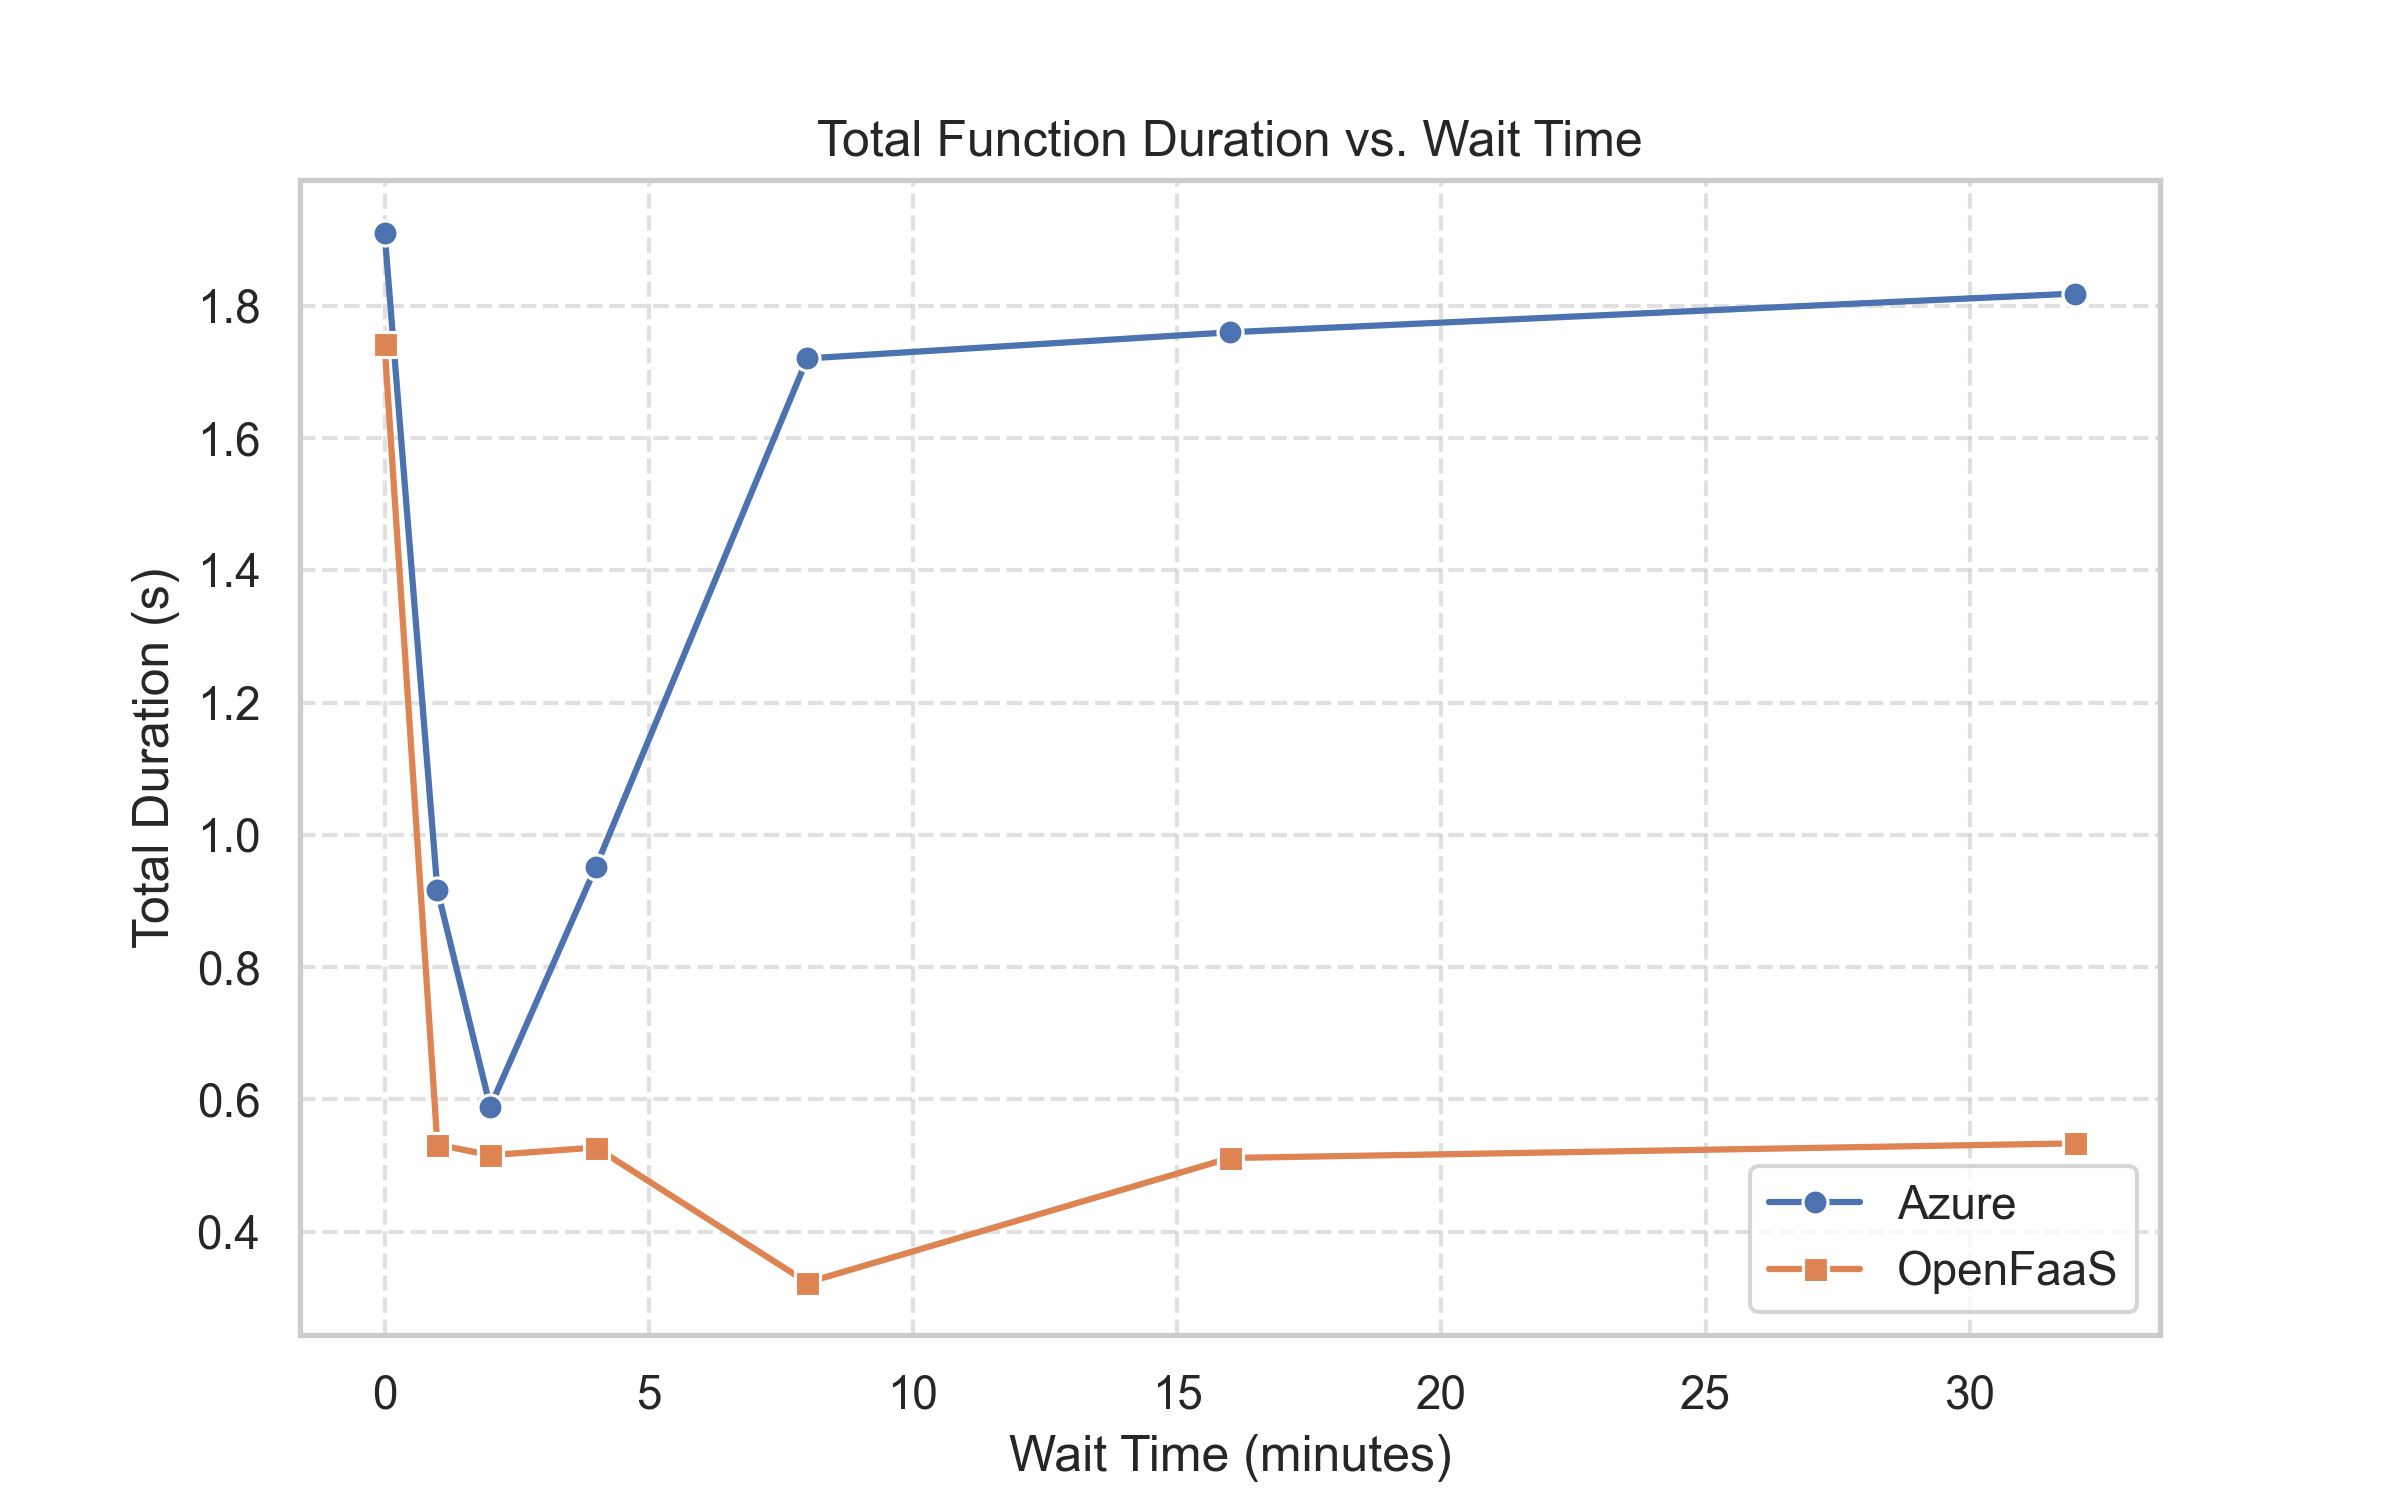 Total Function Duration vs. Wait Time
Total Duration (s)
1.8
1.6
1.4
1.2
1.0
0.8
0.6
0.4
0 5 10 15 20 25 30
Wait Time (minutes)
Azure
OpenFaaS